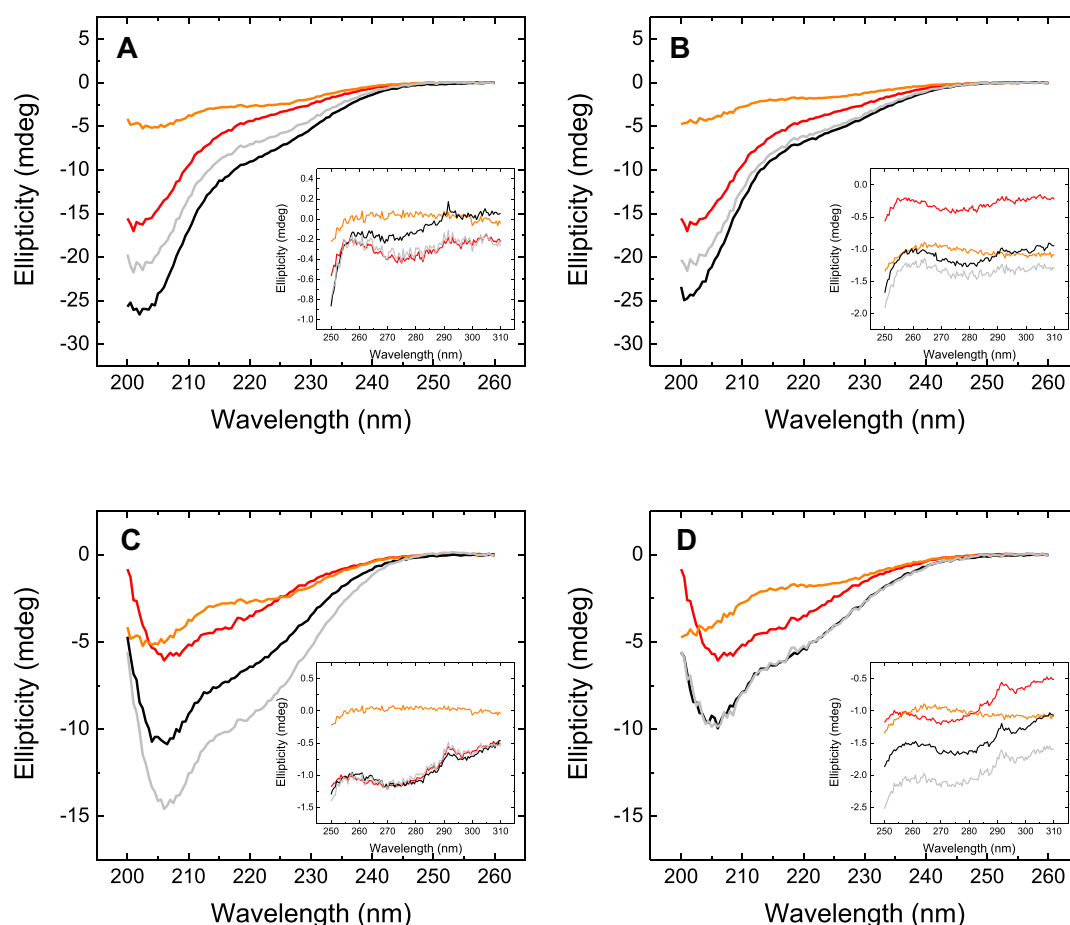 A
Ellipticity (mdeg)
5
0
-5
-10
-15
-20
-25
-30
200 210 220 230 240 250 260
Wavelength (nm)
Ellipticity (mdeg)
0.4
0.2
0.0
-0.2
-0.4
-0.6
-0.8
-1.0
250 260 270 280 290 300 310
Wavelength (nm)
B
Ellipticity (mdeg)
5
0
-5
-10
-15
-20
-25
-30
200 210 220 230 240 250 260
Wavelength (nm)
Ellipticity (mdeg)
0.0
-0.5
-1.0
-1.5
-2.0
250 260 270 280 290 300 310
Wavelength (nm)
C
Ellipticity (mdeg)
0
-5
-10
-15
200 210 220 230 240 250 260
Wavelength (nm)
Ellipticity (mdeg)
0.5
0.0
-0.5
-1.0
-1.5
250 260 270 280 290 300 310
Wavelength (nm)
D
Ellipticity (mdeg)
0
-5
-10
-15
200 210 220 230 240 250 260
Wavelength (nm)
Ellipticity (mdeg)
-0.5
-1.0
-1.5
-2.0
-2.5
250 260 270 280 290 300 310
Wavelength (nm)